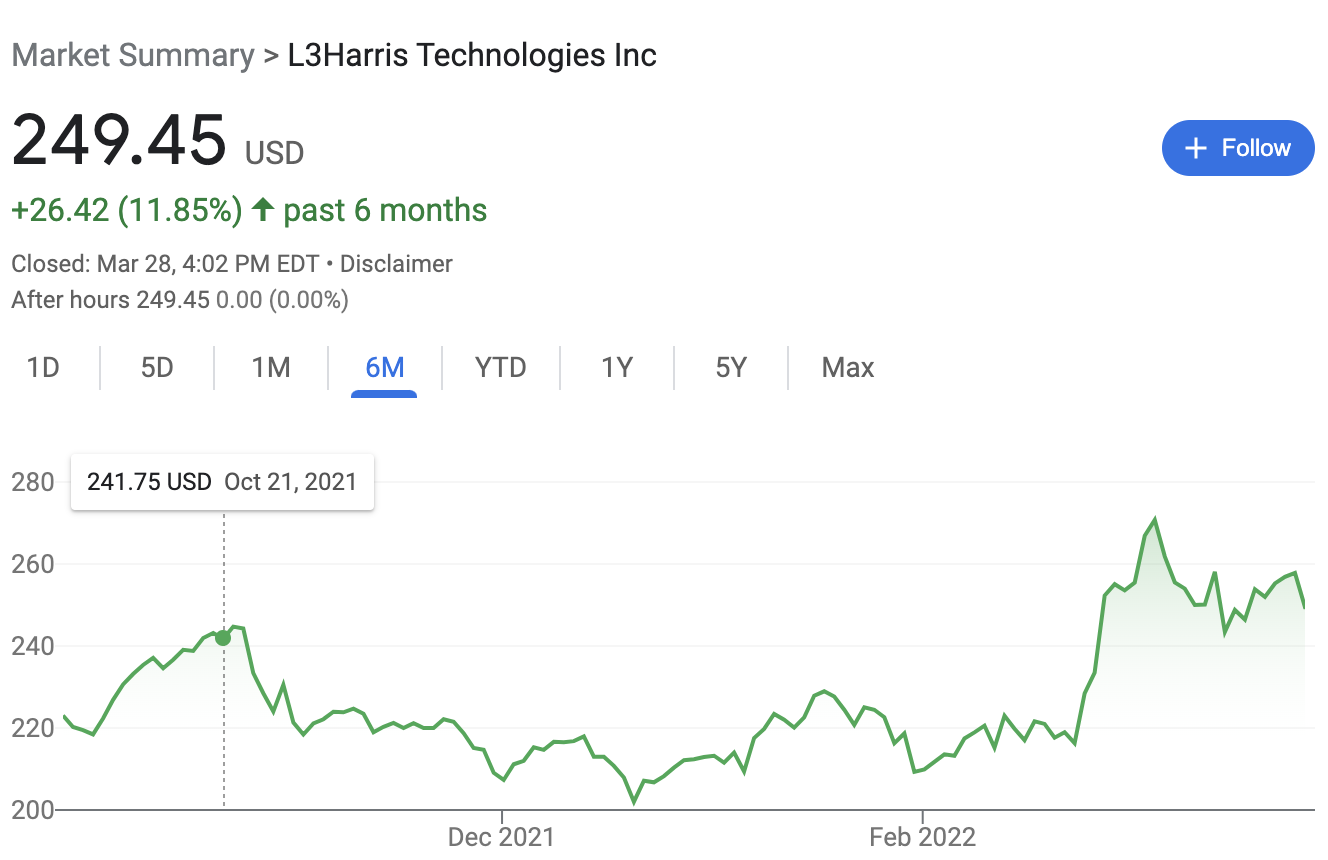 Market Summary > L3Harris Technologies Inc
249.45 USD
+ Follow
+26.42 (11.85%) ↑ past 6 months
Closed: Mar 28, 4:02 PM EDT • Disclaimer
After hours 249.45 0.00 (0.00%)
1D 5D 1M 6M YTD 1Y 5Y Max
280
241.75 USD Oct 21, 2021
260
240
220
200
Dec 2021 Feb 2022